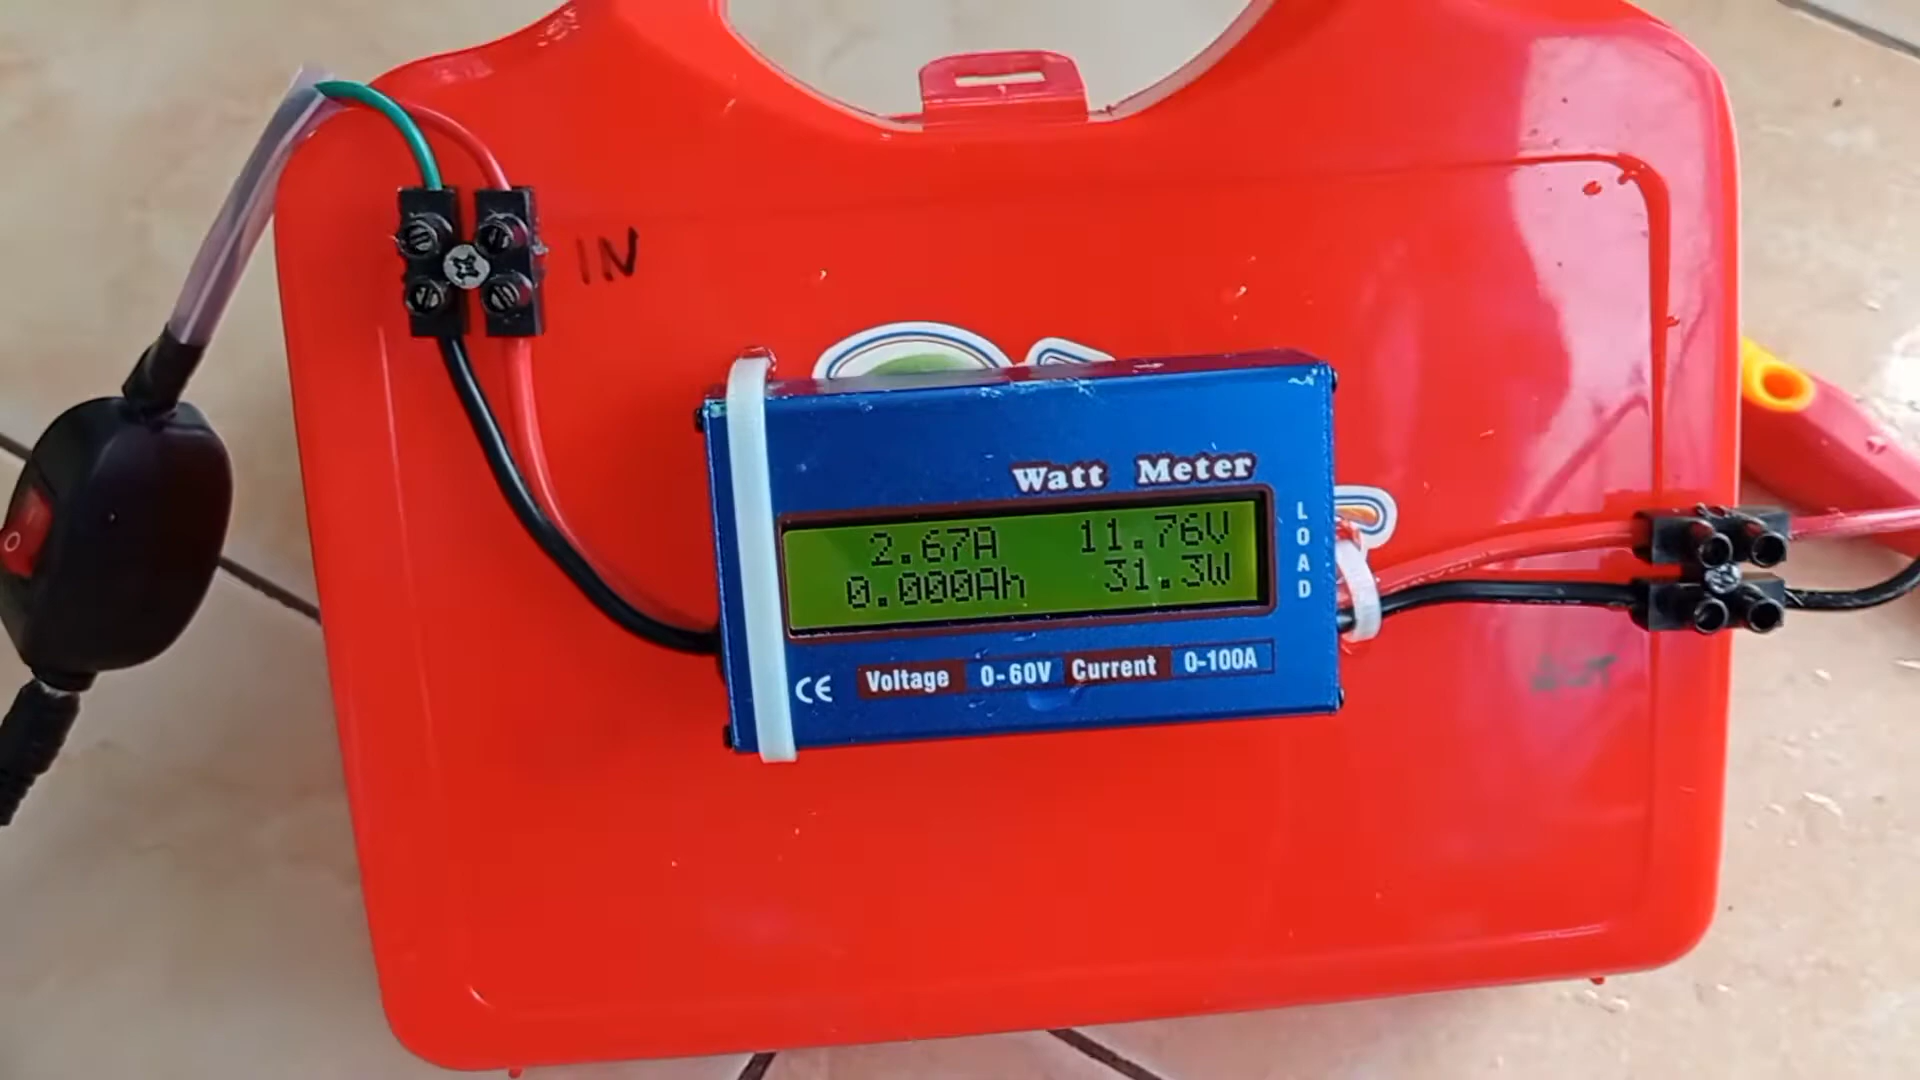 IN
Watt Meter
2.67A 11.76V
0.000Ah 31.3W
LOAD
CE Voltage 0-60V Current 0-100A